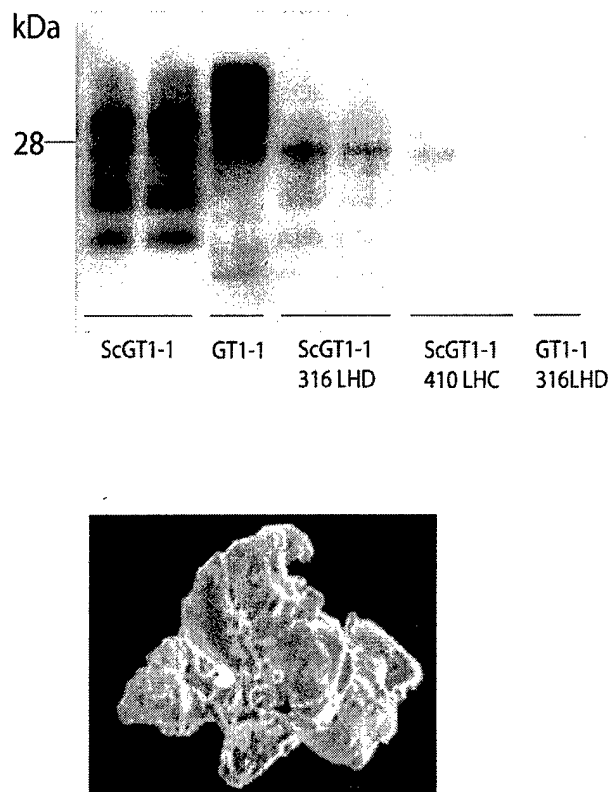 kDa
28
ScGT1-1 GT1-1 ScGT1-1 ScGT1-1 GT1-1
316 LHD 410 LHC 316LHD